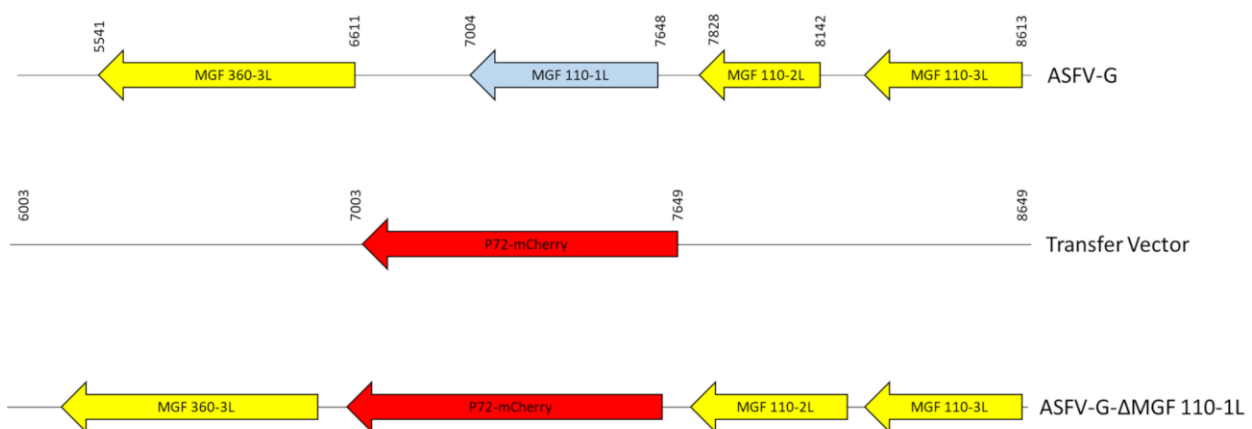 5541 6611 7004 7648 7828 8142 8613
MGF 360-3L MGF 110-1L MGF 110-2L MGF 110-3L ASFV-G
6003 7003 7649 8649
P72-mCherry Transfer Vector
MGF 360-3L P72-mCherry MGF 110-2L MGF 110-3L ASFV-G-ΔMGF 110-1L